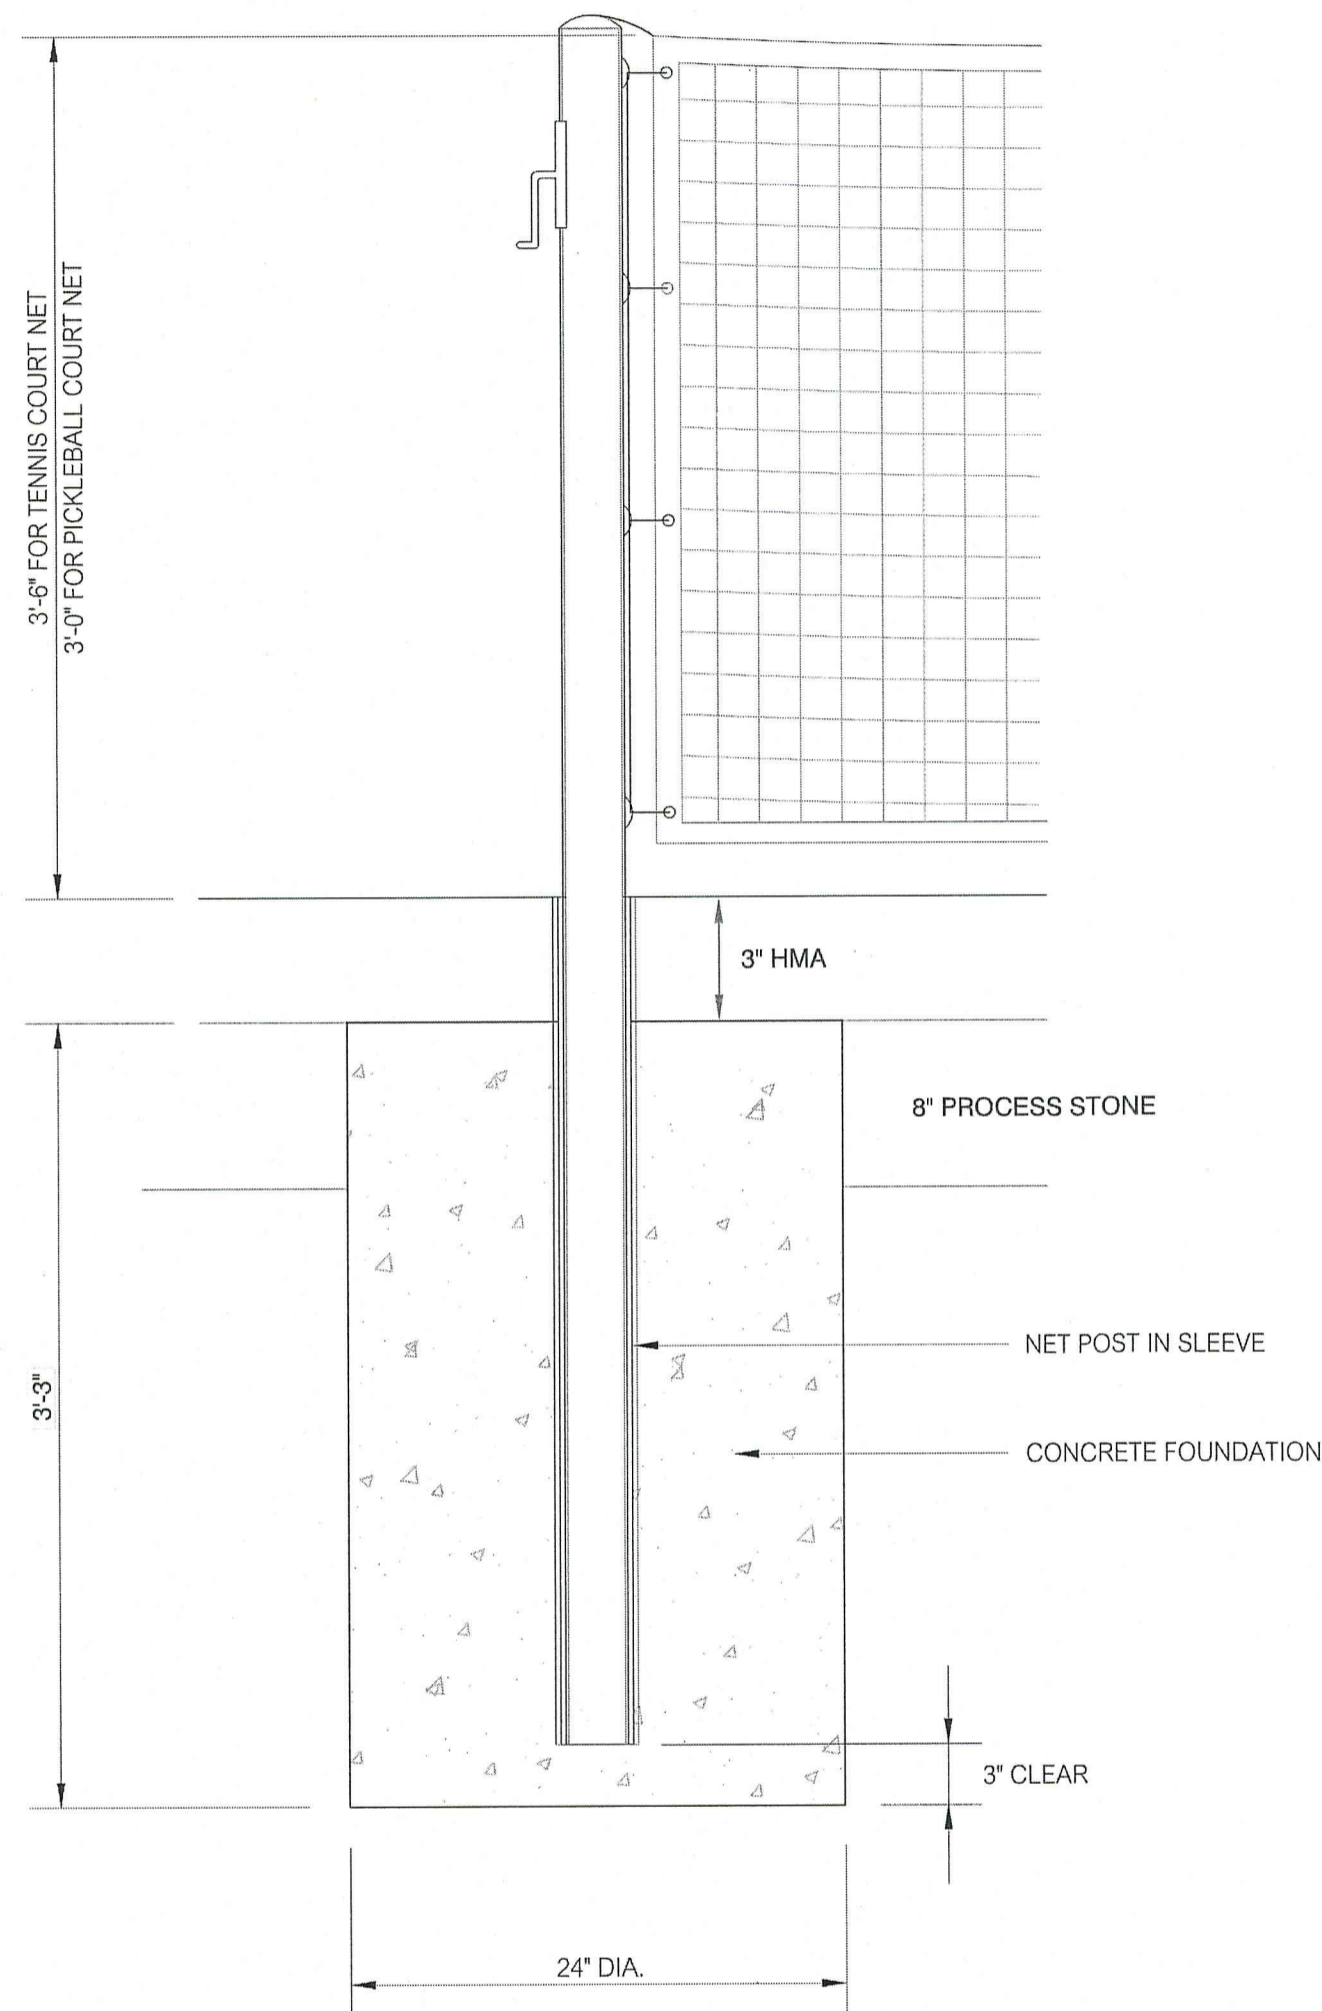 3'-6" FOR TENNIS COURT NET
3'-0" FOR PICKLEBALL COURT NET
3" HMA
8" PROCESS STONE
NET POST IN SLEEVE
3'-3"
CONCRETE FOUNDATION
3" CLEAR
24" DIA.